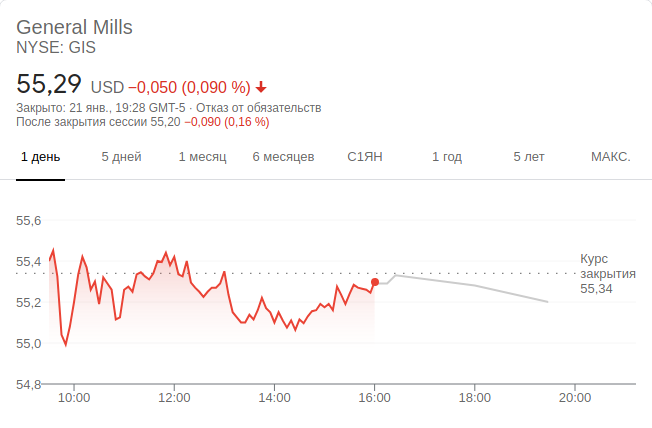 General Mills
NYSE: GIS
55,29 USD −0,050 (0,090 %)
Закрыто: 21 янв., 19:28 GMT-5 · Отказ от обязательств
После закрытия сессии 55,20 −0,090 (0,16 %)
1 день 5 дней 1 месяц 6 месяцев С1ЯН 1 год 5 лет МАКС.
55,6
55,4
Курс
закрытия
55,34
55,2
55,0
54,8
10:00 12:00 14:00 16:00 18:00 20:00